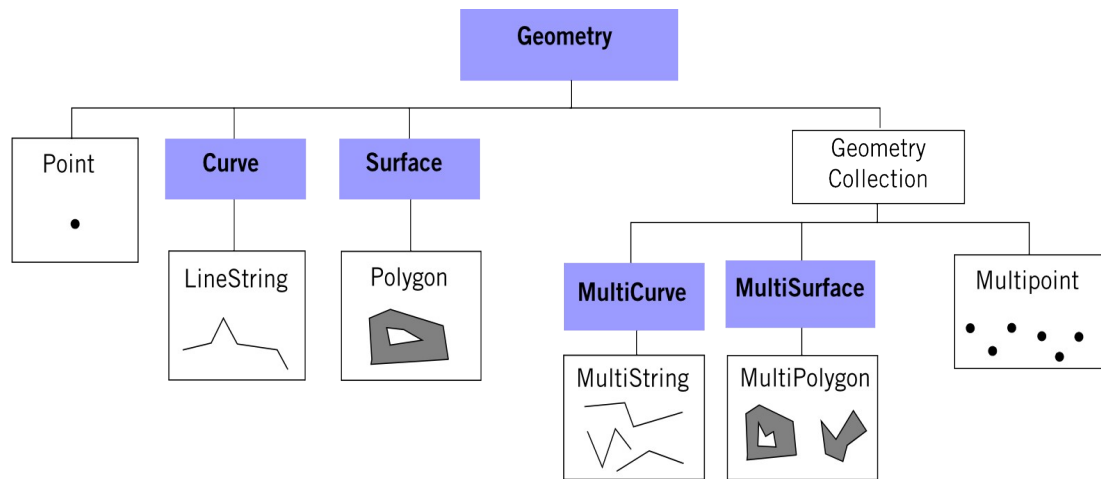 Geometry
Point
Curve
Surface
Geometry
Collection
LineString
Polygon
MultiCurve
MultiSurface
Multipoint
MultiString
MultiPolygon